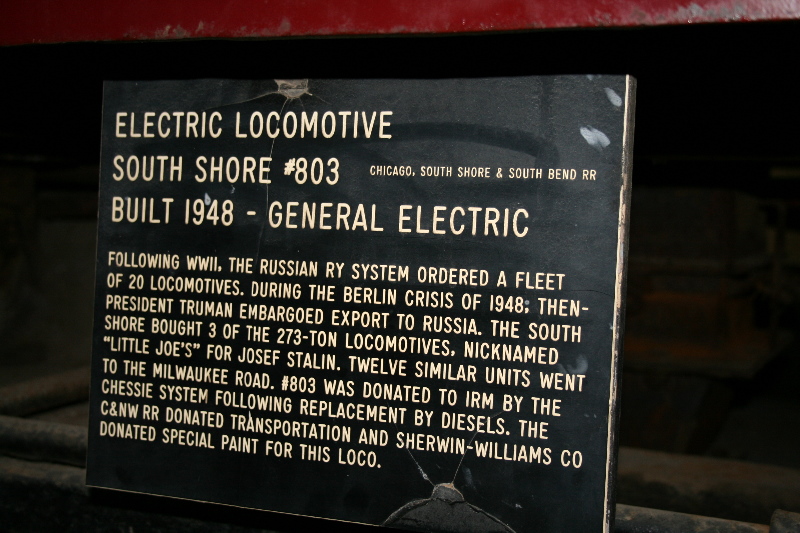 ELECTRIC LOCOMOTIVE
SOUTH SHORE #803 CHICAGO, SOUTH SHORE & SOUTH BEND RR
BUILT 1948 - GENERAL ELECTRIC
FOLLOWING WWII, THE RUSSIAN RY SYSTEM ORDERED A FLEET
OF 20 LOCOMOTIVES. DURING THE BERLIN CRISIS OF 1948, THEN-
PRESIDENT TRUMAN EMBARGOED EXPORT TO RUSSIA. THE SOUTH
SHORE BOUGHT 3 OF THE 273-TON LOCOMOTIVES, NICKNAMED
"LITTLE JOE'S" FOR JOSEF STALIN. TWELVE SIMILAR UNITS WENT
TO THE MILWAUKEE ROAD. #803 WAS DONATED TO IRM BY THE
CHESSIE SYSTEM FOLLOWING REPLACEMENT BY DIESELS. THE
C&NW RR DONATED TRANSPORTATION AND SHERWIN-WILLIAMS CO
DONATED SPECIAL PAINT FOR THIS LOCO.